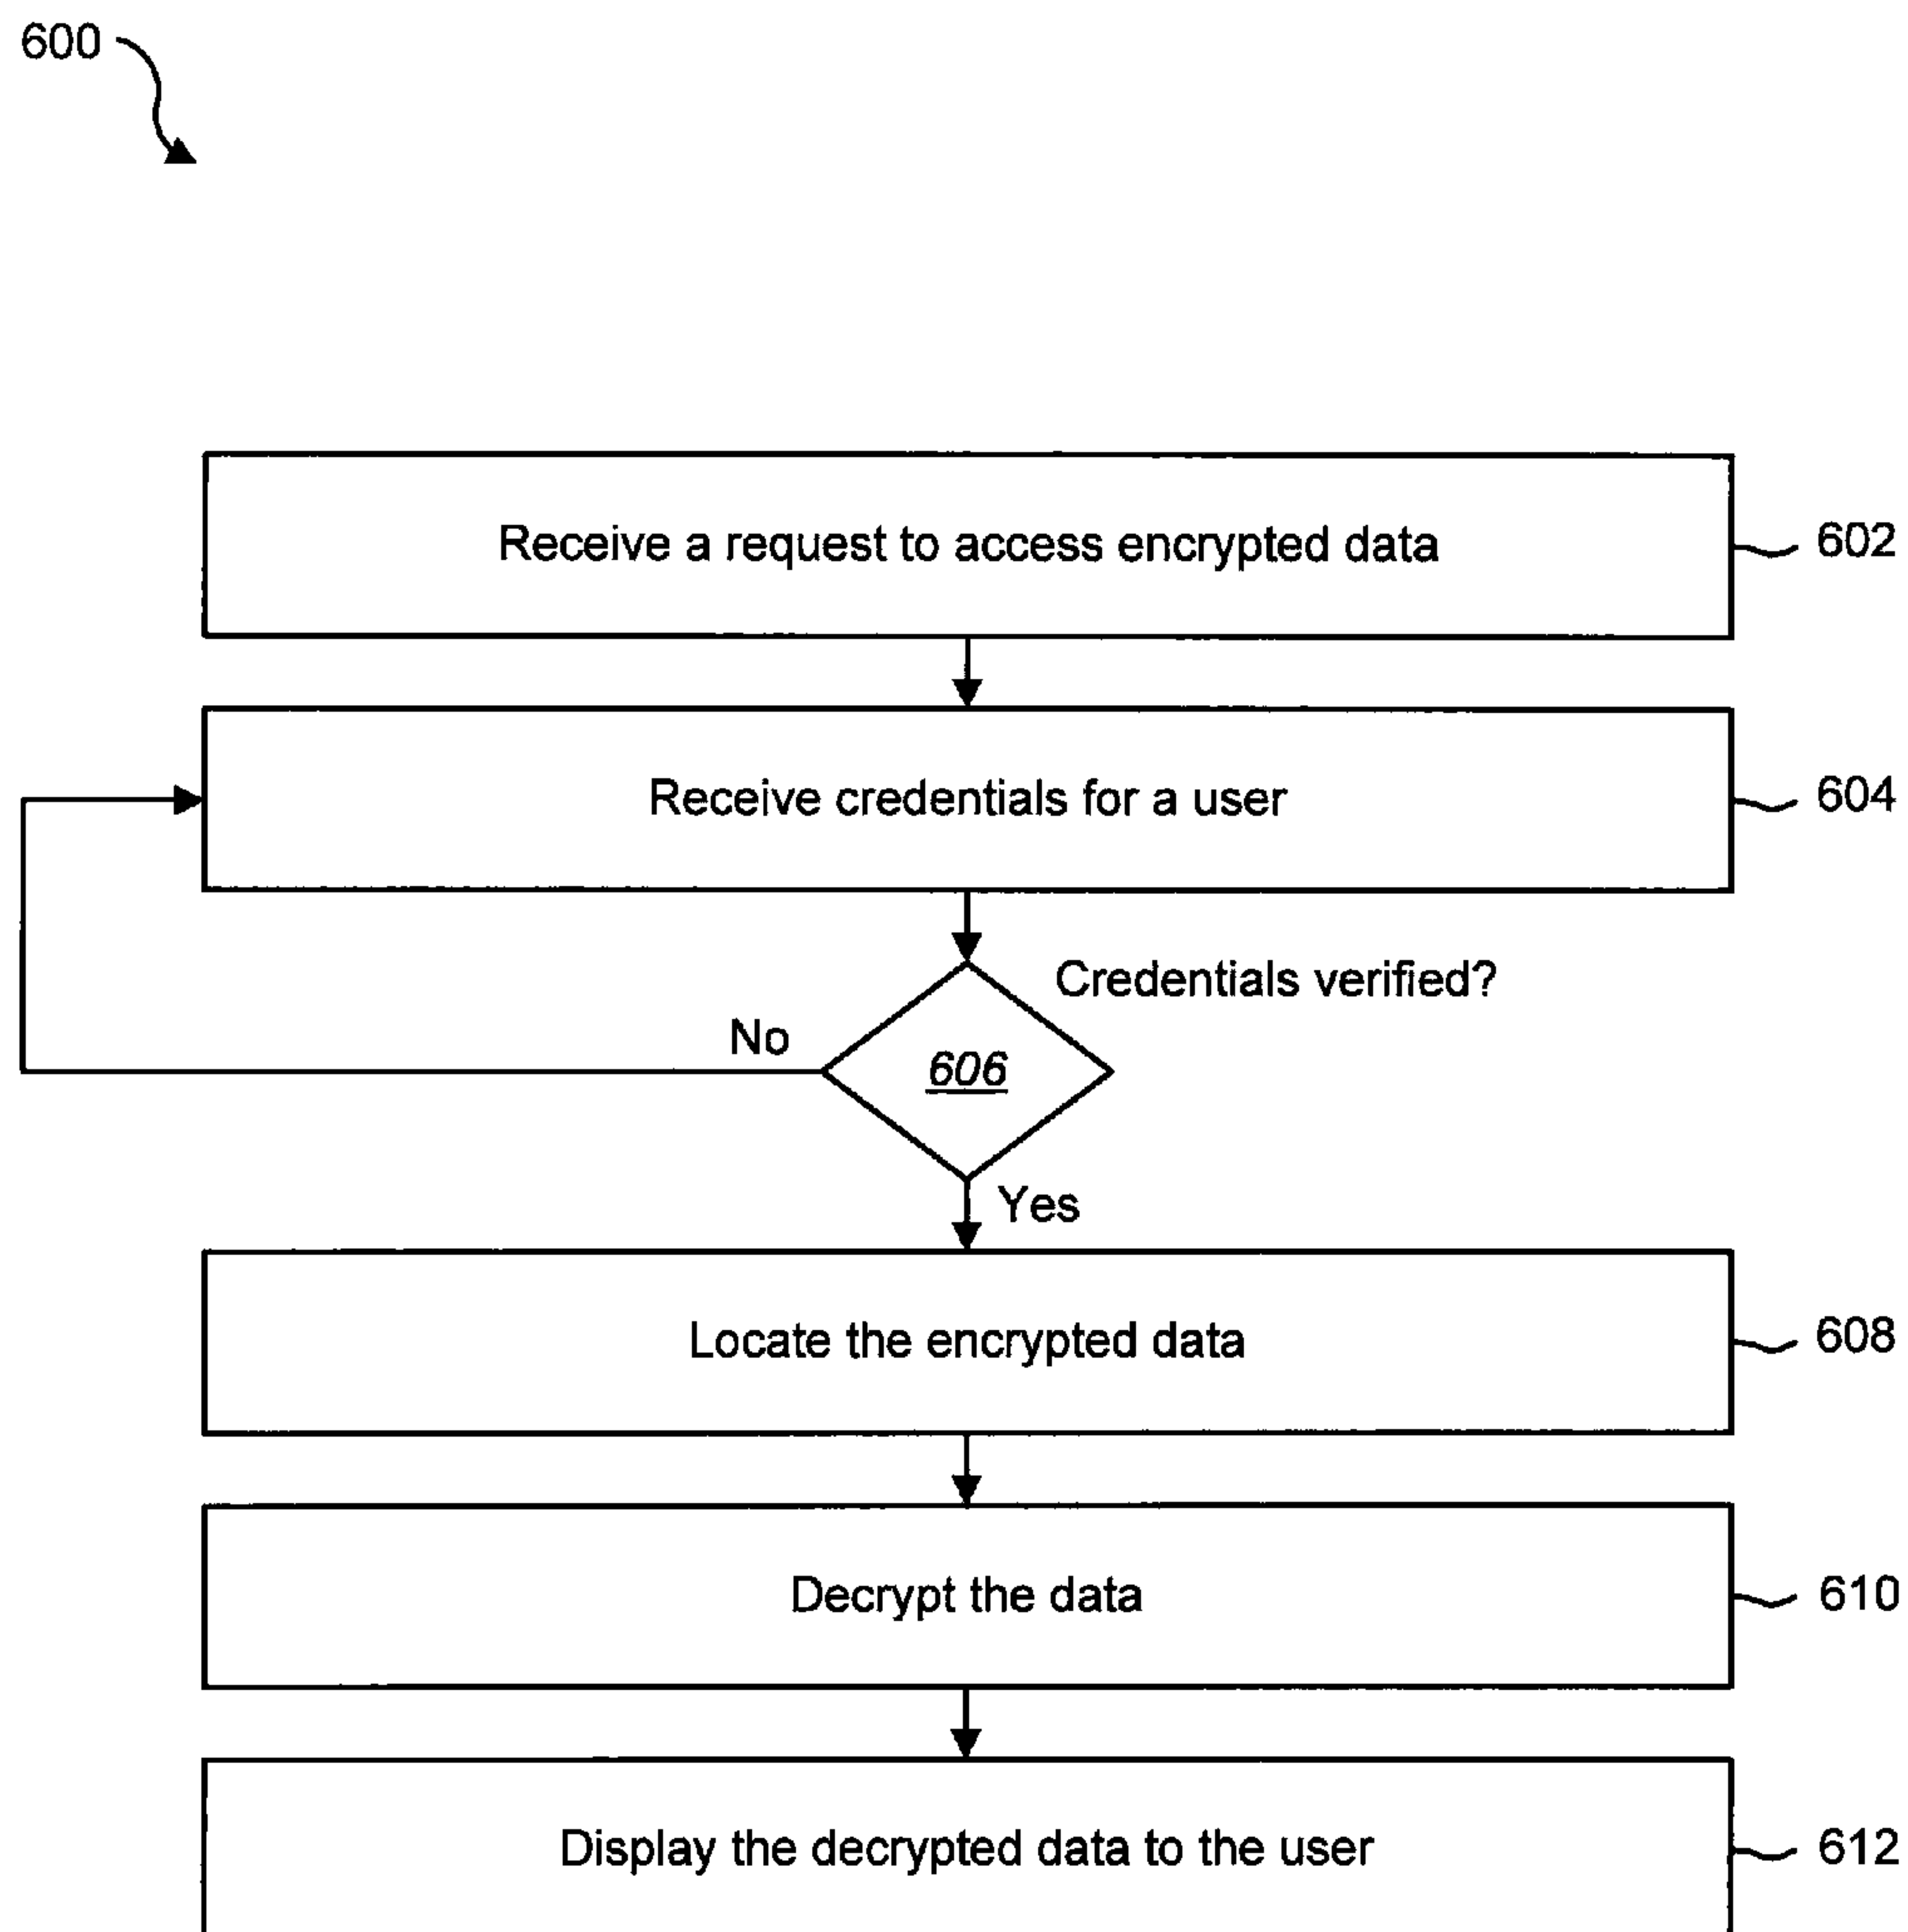 600
Receive a request to access encrypted data
602
Receive credentials for a user
604
Credentials verified?
No
606
Yes
Locate the encrypted data
608
Decrypt the data
610
Display the decrypted data to the user
612